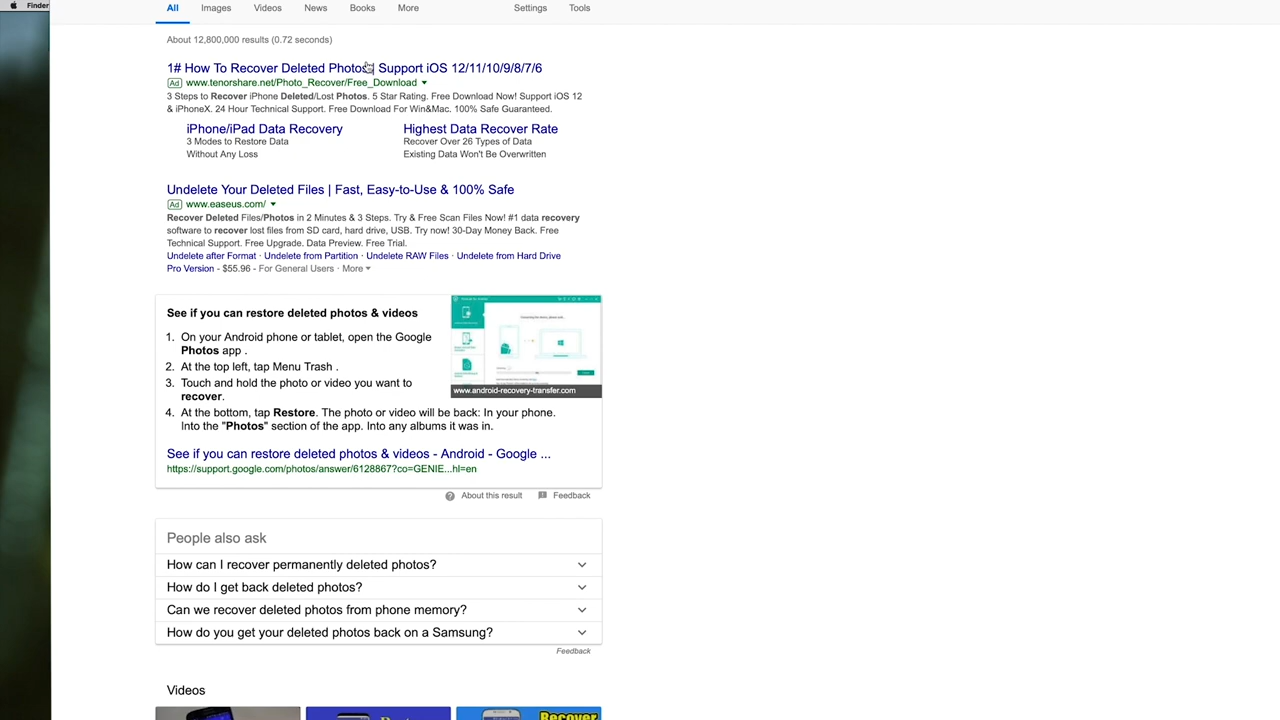 Finder
All Images Videos News Books More Settings Tools
About 12,800,000 results (0.72 seconds)
1# How To Recover Deleted Photos | Support iOS 12/11/10/9/8/7/6
Ad www.tenorshare.net/Photo_Recover/Free_Download
3 Steps to Recover iPhone Deleted/Lost Photos. 5 Star Rating. Free Download Now! Support iOS 12
& iPhoneX. 24 Hour Technical Support. Free Download For Win&Mac. 100% Safe Guaranteed.
iPhone/iPad Data Recovery
3 Modes to Restore Data
Without Any Loss
Highest Data Recover Rate
Recover Over 26 Types of Data
Existing Data Won't Be Overwritten
Undelete Your Deleted Files | Fast, Easy-to-Use & 100% Safe
Ad www.easeus.com/
Recover Deleted Files/Photos in 2 Minutes & 3 Steps. Try & Free Scan Files Now! #1 data recovery
software to recover lost files from SD card, hard drive, USB. Try now! 30-Day Money Back. Free
Technical Support. Free Upgrade. Data Preview. Free Trial.
Undelete after Format · Undelete from Partition · Undelete RAW Files · Undelete from Hard Drive
Pro Version - $55.96 - For General Users · More
See if you can restore deleted photos & videos
1. On your Android phone or tablet, open the Google
Photos app .
2. At the top left, tap Menu Trash .
3. Touch and hold the photo or video you want to
recover.
4. At the bottom, tap Restore. The photo or video will be back: In your phone.
Into the "Photos" section of the app. Into any albums it was in.
www.android-recovery-transfer.com
See if you can restore deleted photos & videos - Android - Google ...
https://support.google.com/photos/answer/6128867?co=GENIE...hl=en
About this result Feedback
People also ask
How can I recover permanently deleted photos?
How do I get back deleted photos?
Can we recover deleted photos from phone memory?
How do you get your deleted photos back on a Samsung?
Feedback
Videos
Recover